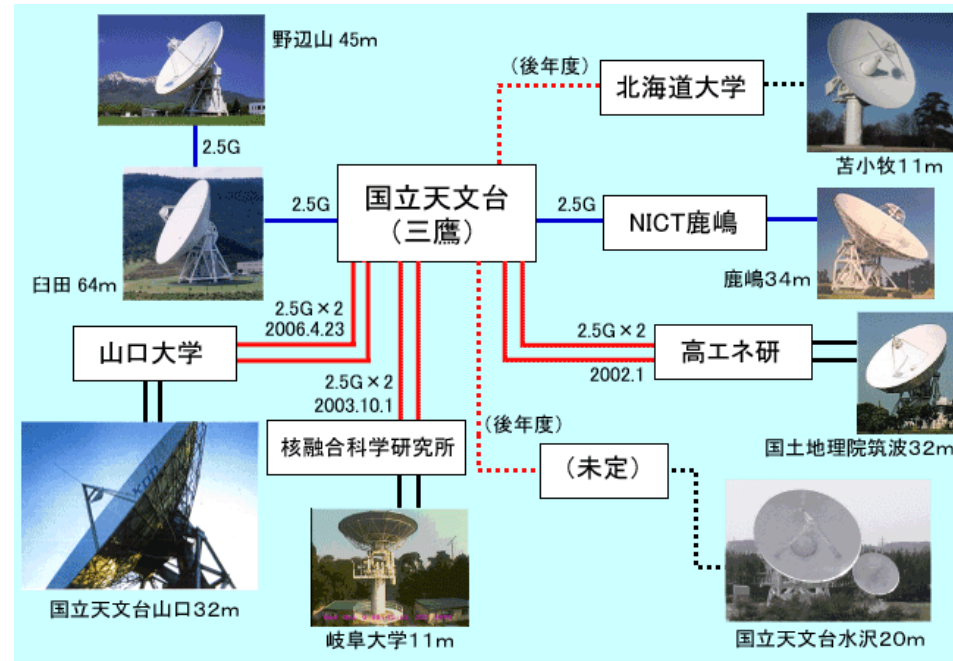 野辺山 45m
(後年度)
北海道大学
苫小牧11m
2.5G
国立天文台
(三鷹)
2.5G
2.5G
NICT鹿嶋
臼田 64m
鹿嶋34m
2.5G×2
2006.4.23
山口大学
2.5G×2
2003.10.1
2.5G×2
2002.1
高エネ研
国土地理院筑波32m
核融合科学研究所
(後年度)
(未定)
国立天文台山口32m
岐阜大学11m
国立天文台水沢20m